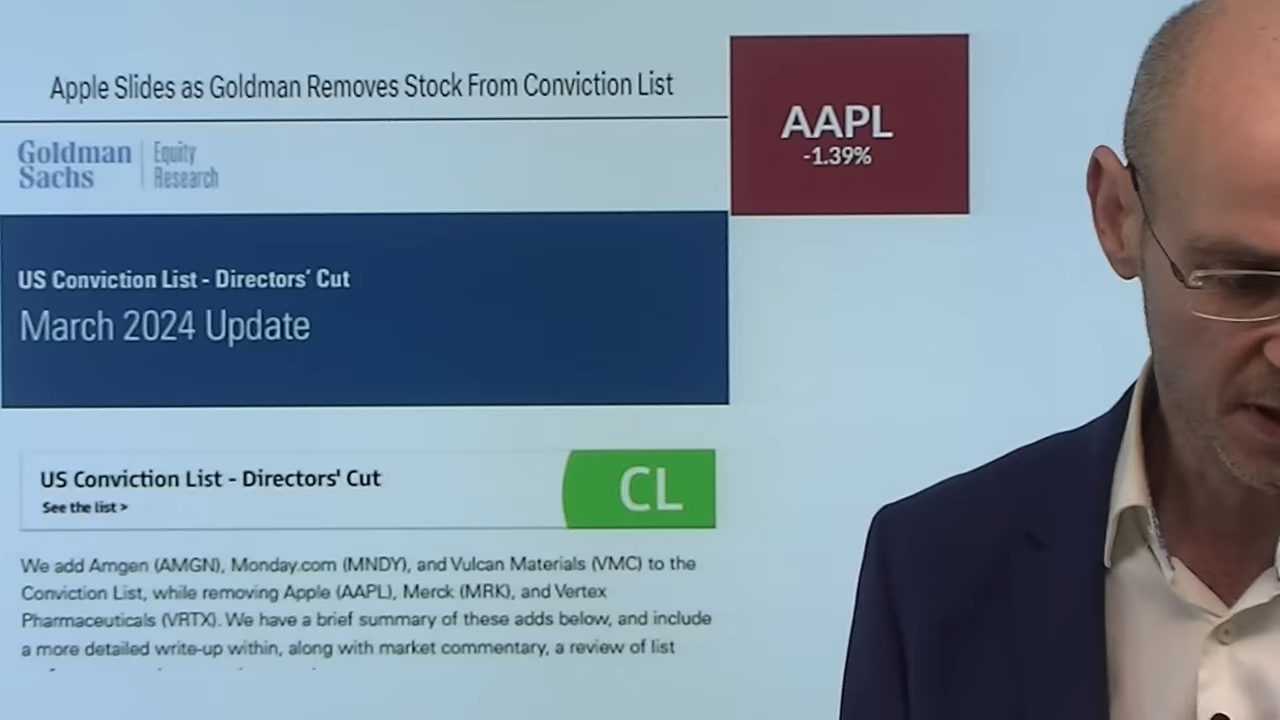 Apple Slides as Goldman Removes Stock From Conviction List
AAPL
-1.39%
Goldman
Sachs
Equity
Research
US Conviction List - Directors' Cut
March 2024 Update
US Conviction List - Directors' Cut
See the list >
CL
We add Amgen (AMGN), Monday.com (MNDY), and Vulcan Materials (VMC) to the
Conviction List, while removing Apple (AAPL), Merck (MRK), and Vertex
Pharmaceuticals (VRTX). We have a brief summary of these adds below, and include
a more detailed write-up within, along with market commentary, a review of list